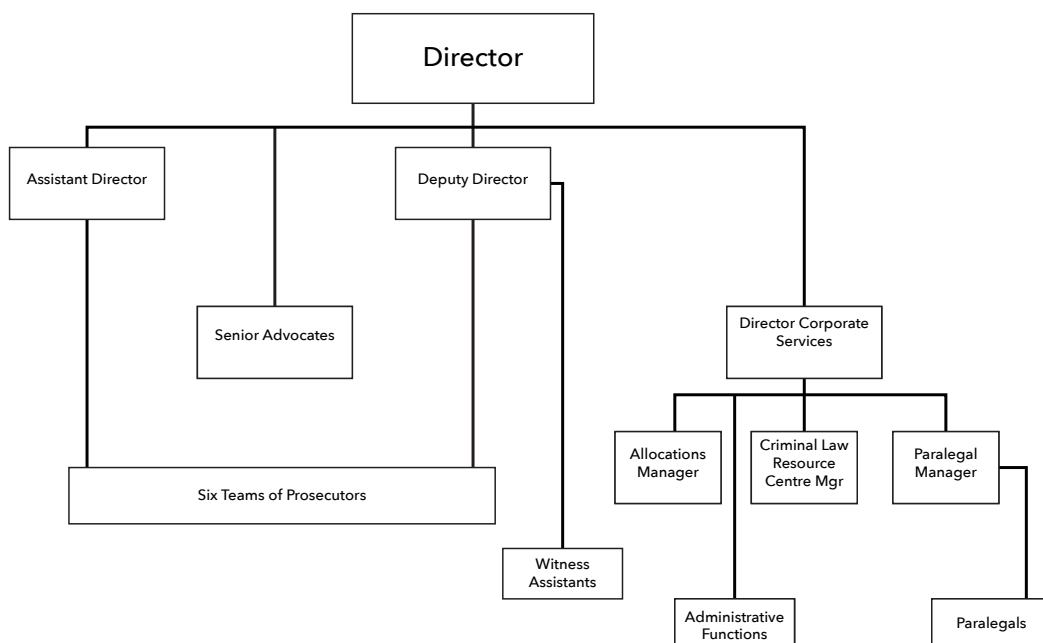 Director
Assistant Director
Deputy Director
Senior Advocates
Director Corporate
Services
Allocations
Manager
Criminal Law
Resource
Centre Mgr
Paralegal
Manager
Six Teams of Prosecutors
Witness
Assistants
Administrative
Functions
Paralegals